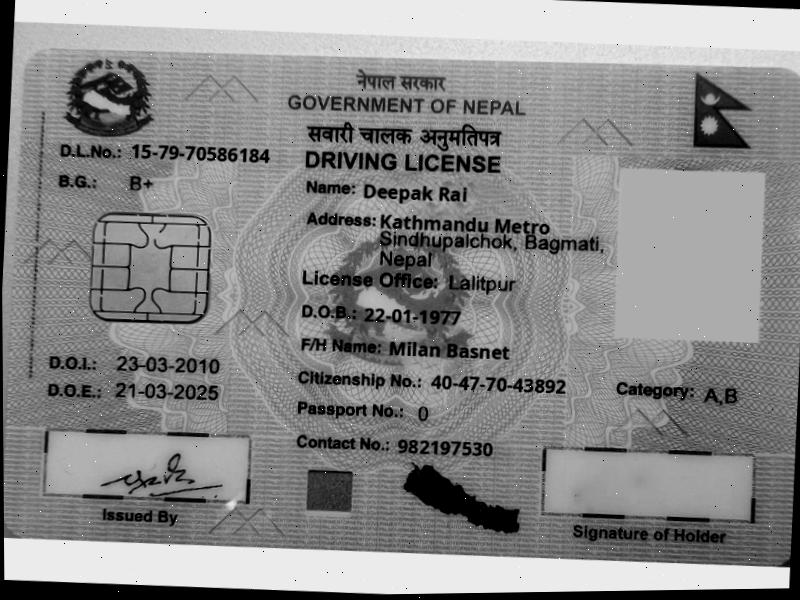 नेपाल सरकार
GOVERNMENT OF NEPAL
सवारी चालक अनुमतिपत्र
DRIVING LICENSE
D.L.No.: 15-79-70586184
B.G.: B+
Name: Deepak Rai
Address: Kathmandu Metro
Sindhupalchok, Bagmati,
Nepal
License Office: Lalitpur
D.O.B.: 22-01-1977
F/H Name: Milan Basnet
D.O.I.: 23-03-2010
D.O.E.: 21-03-2025
Citizenship No.: 40-47-70-43892
Category: A,B
Passport No.: 0
Contact No.: 982197530
Issued By
Signature of Holder